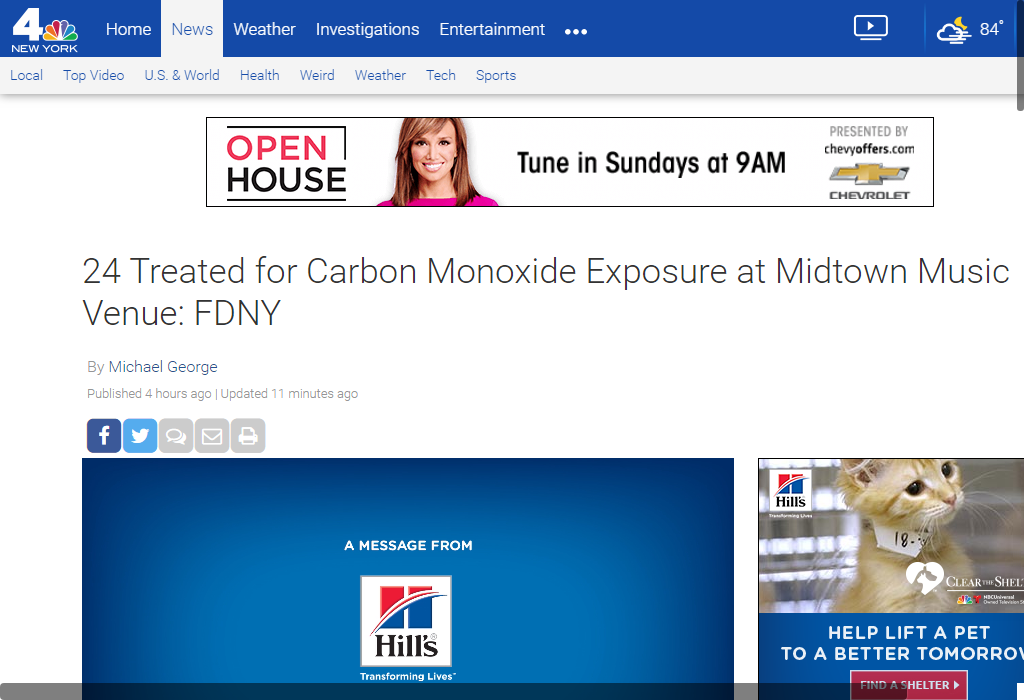 4
NEW YORK
Home News Weather Investigations Entertainment ••• 84°
Local Top Video U.S. & World Health Weird Weather Tech Sports
OPEN
HOUSE
Tune in Sundays at 9AM
PRESENTED BY
chevyoffers.com
CHEVROLET
24 Treated for Carbon Monoxide Exposure at Midtown Music
Venue: FDNY
By Michael George
Published 4 hours ago | Updated 11 minutes ago
A MESSAGE FROM
Hill's
Transforming Lives™
Hill's
Transforming Lives
18-
CLEAR THE SHEL
NBCUniversal
Owned Television S
HELP LIFT A PET
TO A BETTER TOMORROW
FIND A SHELTER